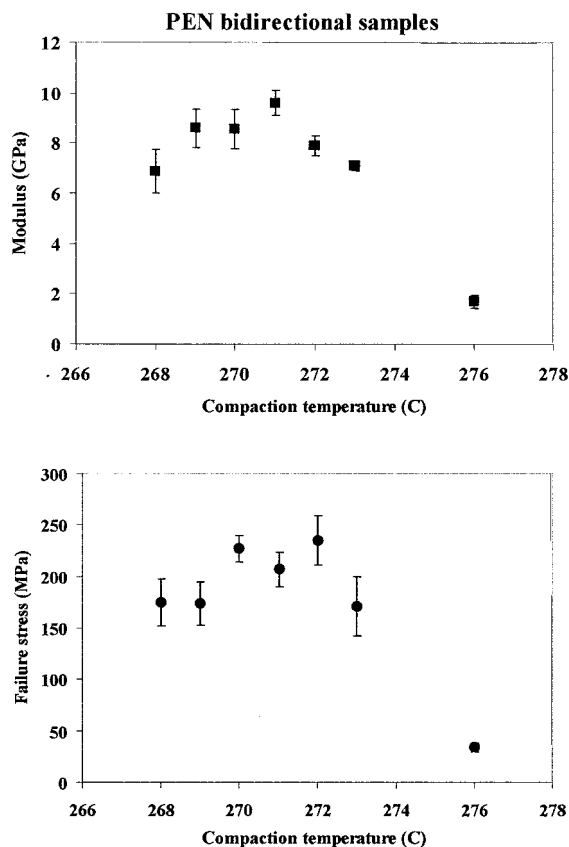 PEN bidirectional samples
12
10
8
6
4
2
0
Modulus (GPa)
266 268 270 272 274 276 278
Compaction temperature (C)
300
250
200
150
100
50
0
Failure stress (MPa)
266 268 270 272 274 276 278
Compaction temperature (C)